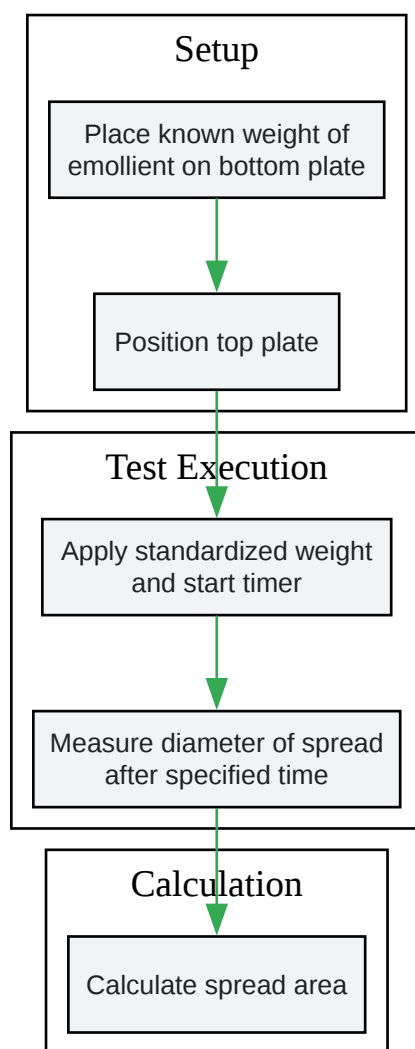 Setup
Place known weight of
emollient on bottom plate
Position top plate
Test Execution
Apply standardized weight
and start timer
Measure diameter of spread
after specified time
Calculation
Calculate spread area